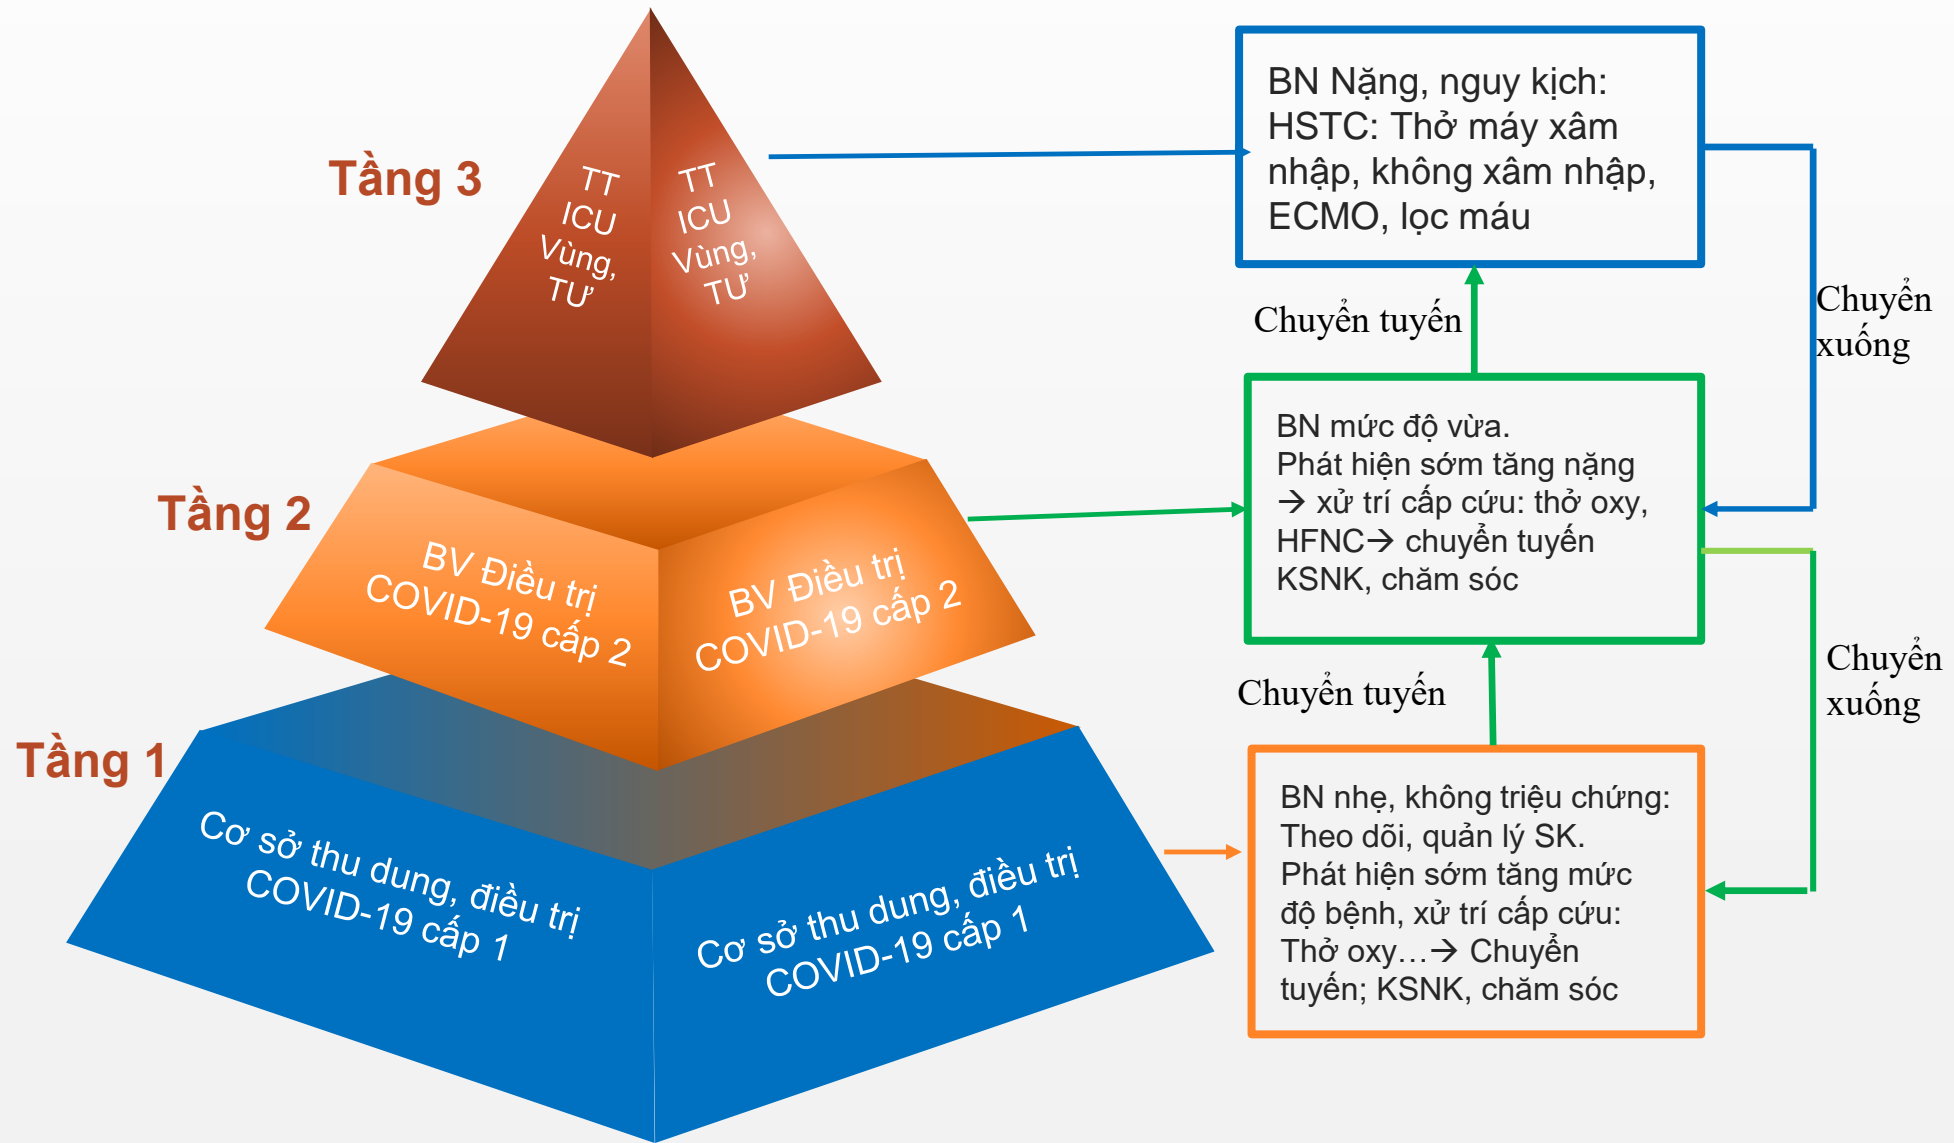 Tầng 3
TT
ICU
Vùng,
TƯ
TT
ICU
Vùng,
TƯ
BN Nặng, nguy kịch:
HSTC: Thở máy xâm
nhập, không xâm nhập,
ECMO, lọc máu
Chuyển tuyến
Chuyển
xuống
Tầng 2
BV Điều trị
COVID-19 cấp 2
BV Điều trị
COVID-19 cấp 2
BN mức độ vừa.
Phát hiện sớm tăng nặng
→ xử trí cấp cứu: thở oxy,
HFNC→ chuyển tuyến
KSNK, chăm sóc
Chuyển tuyến
Chuyển
xuống
Tầng 1
Cơ sở thu dung, điều trị
COVID-19 cấp 1
Cơ sở thu dung, điều trị
COVID-19 cấp 1
BN nhẹ, không triệu chứng:
Theo dõi, quản lý SK.
Phát hiện sớm tăng mức
độ bệnh, xử trí cấp cứu:
Thở oxy…→ Chuyển
tuyến; KSNK, chăm sóc